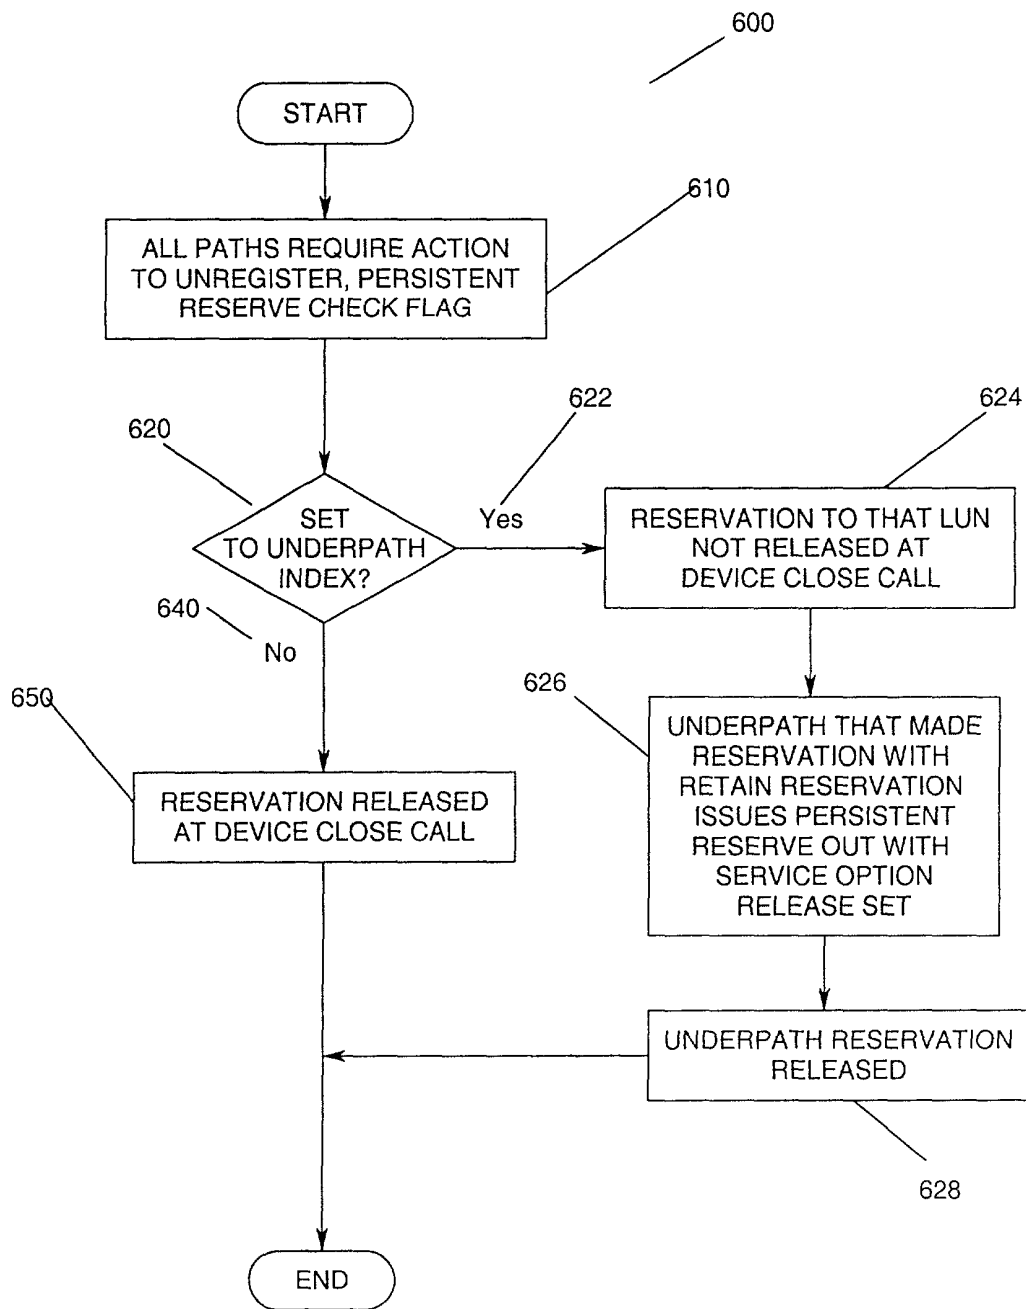 600
START
610
ALL PATHS REQUIRE ACTION
TO UNREGISTER, PERSISTENT
RESERVE CHECK FLAG
620
622
624
SET
TO UNDERPATH
INDEX?
Yes
RESERVATION TO THAT LUN
NOT RELEASED AT
DEVICE CLOSE CALL
640
No
650
RESERVATION RELEASED
AT DEVICE CLOSE CALL
626
UNDERPATH THAT MADE
RESERVATION WITH
RETAIN RESERVATION
ISSUES PERSISTENT
RESERVE OUT WITH
SERVICE OPTION
RELEASE SET
UNDERPATH RESERVATION
RELEASED
628
END